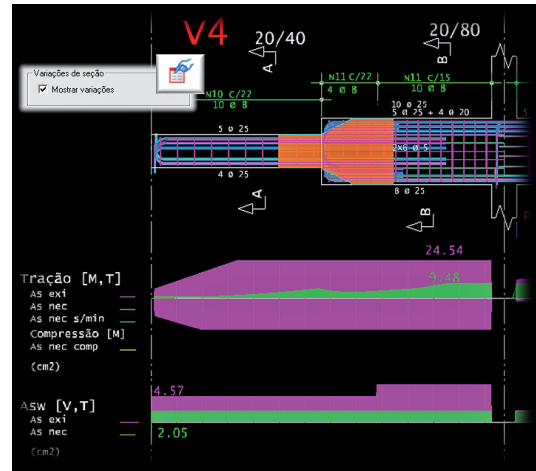 V4
20/40
20/80
A
B
Variações de seção
Mostrar variações
N10 C/22
10 Ø 8
N11 C/22
4 Ø 8
N11 C/15
10 Ø 8
10 Ø 25
5 Ø 25 + 4 Ø 20
5 Ø 25
2X6 Ø 5
4 Ø 25
8 Ø 25
A
B
24.54
9.48
Tração [M,T]
As exi
As nec
As nec s/min
Compressão [M]
As nec comp
(cm2)
4.57
Asw [V,T]
As exi
As nec
2.05
(cm2)